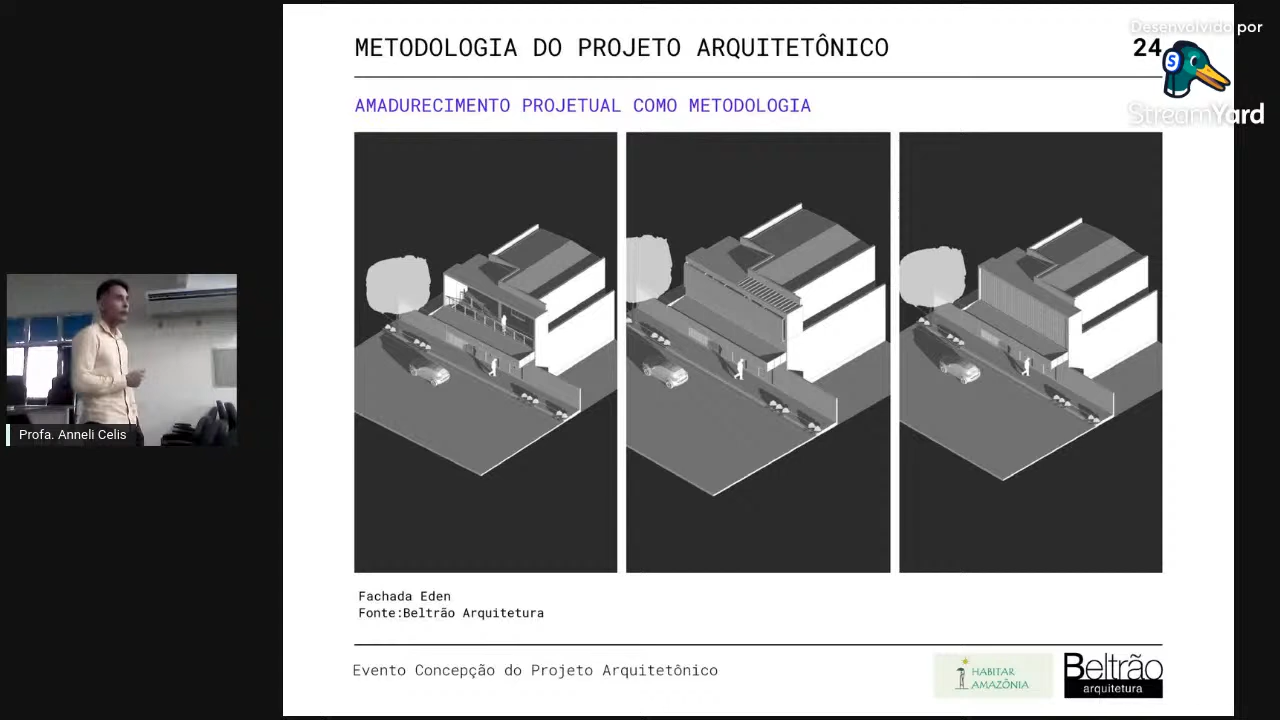 METODOLOGIA DO PROJETO ARQUITETÔNICO
24
Desenvolvido por
S
StreamYard
AMADURECIMENTO PROJETUAL COMO METODOLOGIA
Profa. Anneli Celis
Fachada Eden
Fonte:Beltrão Arquitetura
Evento Concepção do Projeto Arquitetônico
HABITAR
AMAZÔNIA
Beltrão
arquitetura